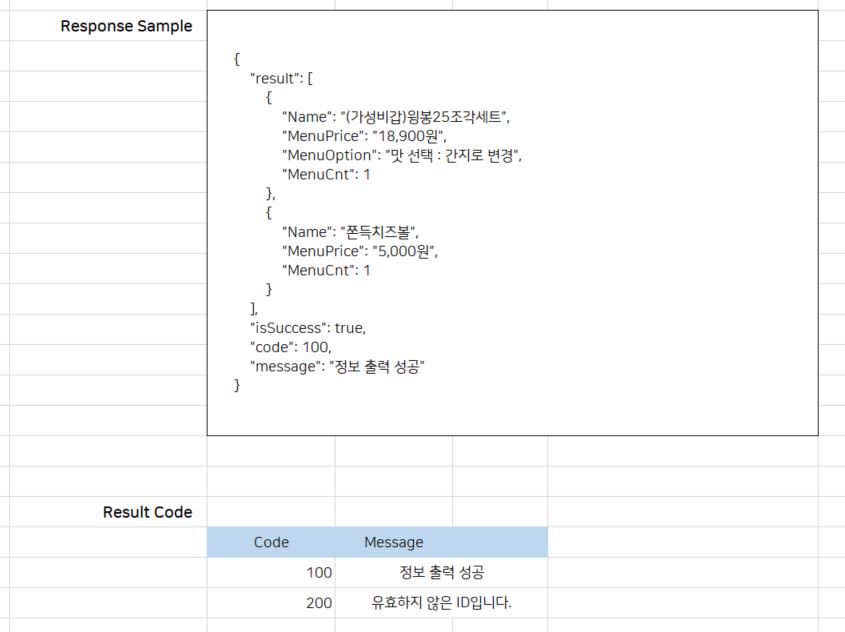 Response Sample
{
"result": [
{
"Name": "(가성비갑)윙봉25조각세트",
"MenuPrice": "18,900원",
"MenuOption": "맛 선택 : 간지로 변경",
"MenuCnt": 1
},
{
"Name": "쫀득치즈볼",
"MenuPrice": "5,000원",
"MenuCnt": 1
}
],
"isSuccess": true,
"code": 100,
"message": "정보 출력 성공"
}
Result Code
Code Message
100 정보 출력 성공
200 유효하지 않은 ID입니다.